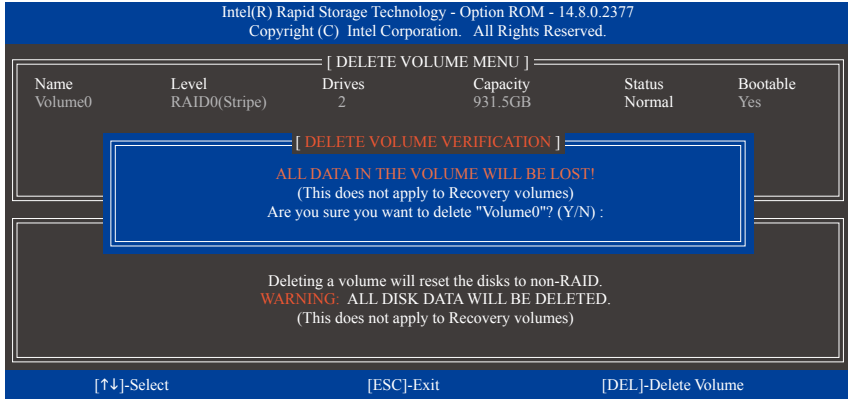 Intel(R) Rapid Storage Technology - Option ROM - 14.8.0.2377
Copyright (C) Intel Corporation. All Rights Reserved.
[ DELETE VOLUME MENU ]
Name Level Drives Capacity Status Bootable
Volume0 RAID0(Stripe) 2 931.5GB Normal Yes
[ DELETE VOLUME VERIFICATION ]
ALL DATA IN THE VOLUME WILL BE LOST!
(This does not apply to Recovery volumes)
Are you sure you want to delete "Volume0"? (Y/N) :
Deleting a volume will reset the disks to non-RAID.
WARNING: ALL DISK DATA WILL BE DELETED.
(This does not apply to Recovery volumes)
[↑↓]-Select [ESC]-Exit [DEL]-Delete Volume